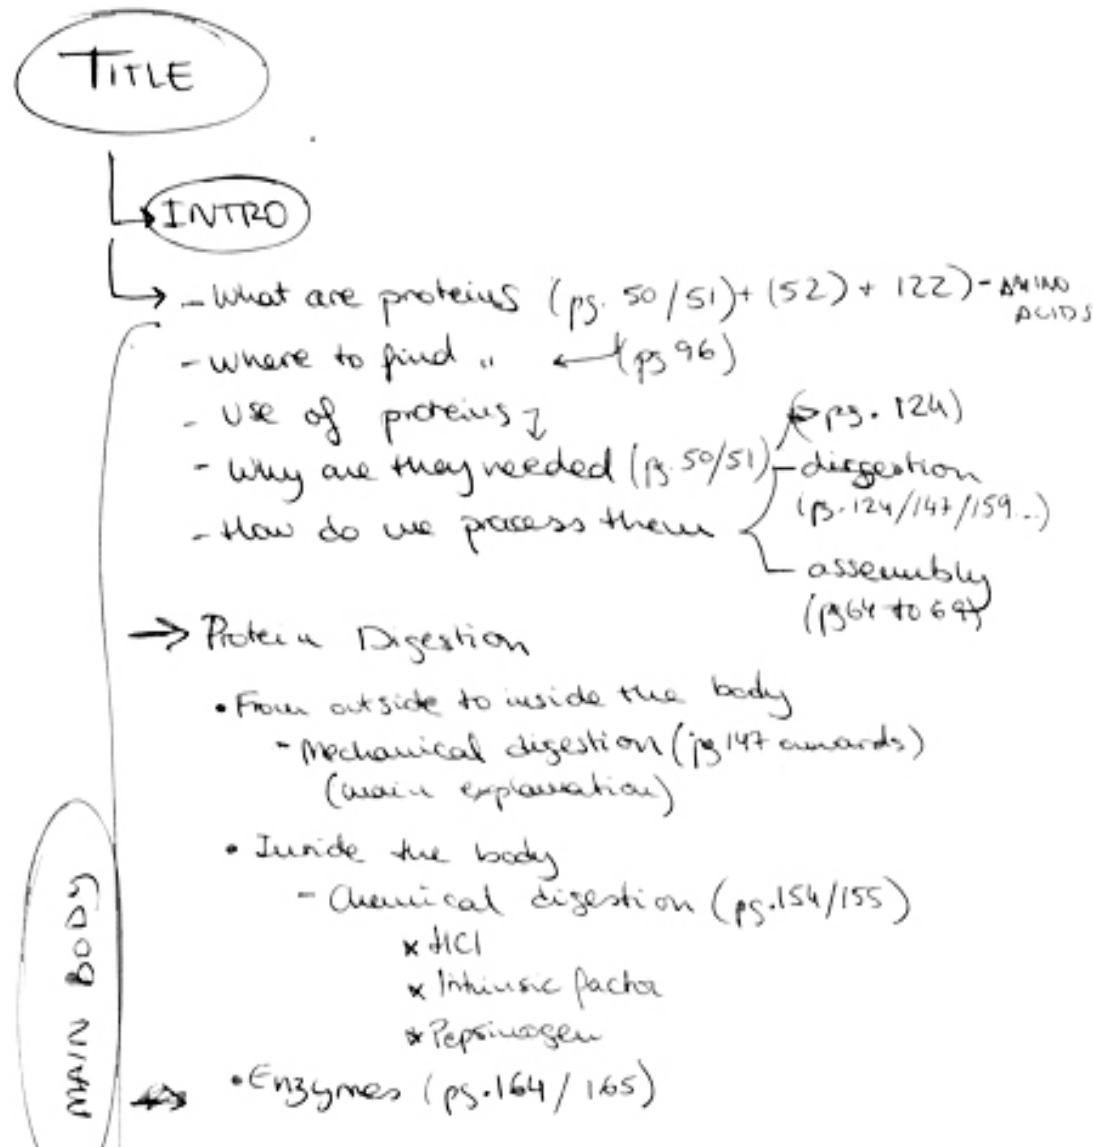 TITLE
INTRO
- What are proteins (pg. 50/51) + (52) + 122) - AMINO ACIDS
- Where to find " (pg 96)
- Use of proteins
- Why are they needed (pg. 50/51)
- How do we process them
(pg. 124)
- digestion
(pg. 124/147/159...)
- assembly
(pg 64 to 69)
Protein Digestion
• From outside to inside the body
- Mechanical digestion (pg 147 onwards)
(main explanation)
• Inside the body
- Chemical digestion (pg. 154/155)
* HCl
* Intrinsic factor
* Pepsinogen
• Enzymes (pg. 164/165)
MAIN BODY